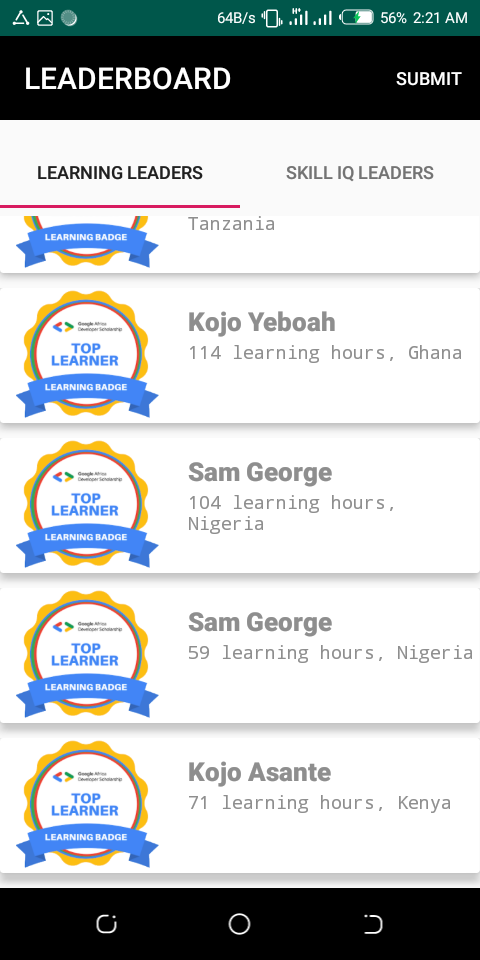 64B/s
H+
56% 2:21 AM
LEADERBOARD
SUBMIT
LEARNING LEADERS
SKILL IQ LEADERS
LEARNING BADGE
Tanzania
Google Africa
Developer Scholarship
TOP
LEARNER
LEARNING BADGE
Kojo Yeboah
114 learning hours, Ghana
Google Africa
Developer Scholarship
TOP
LEARNER
LEARNING BADGE
Sam George
104 learning hours,
Nigeria
Google Africa
Developer Scholarship
TOP
LEARNER
LEARNING BADGE
Sam George
59 learning hours, Nigeria
Google Africa
Developer Scholarship
TOP
LEARNER
LEARNING BADGE
Kojo Asante
71 learning hours, Kenya